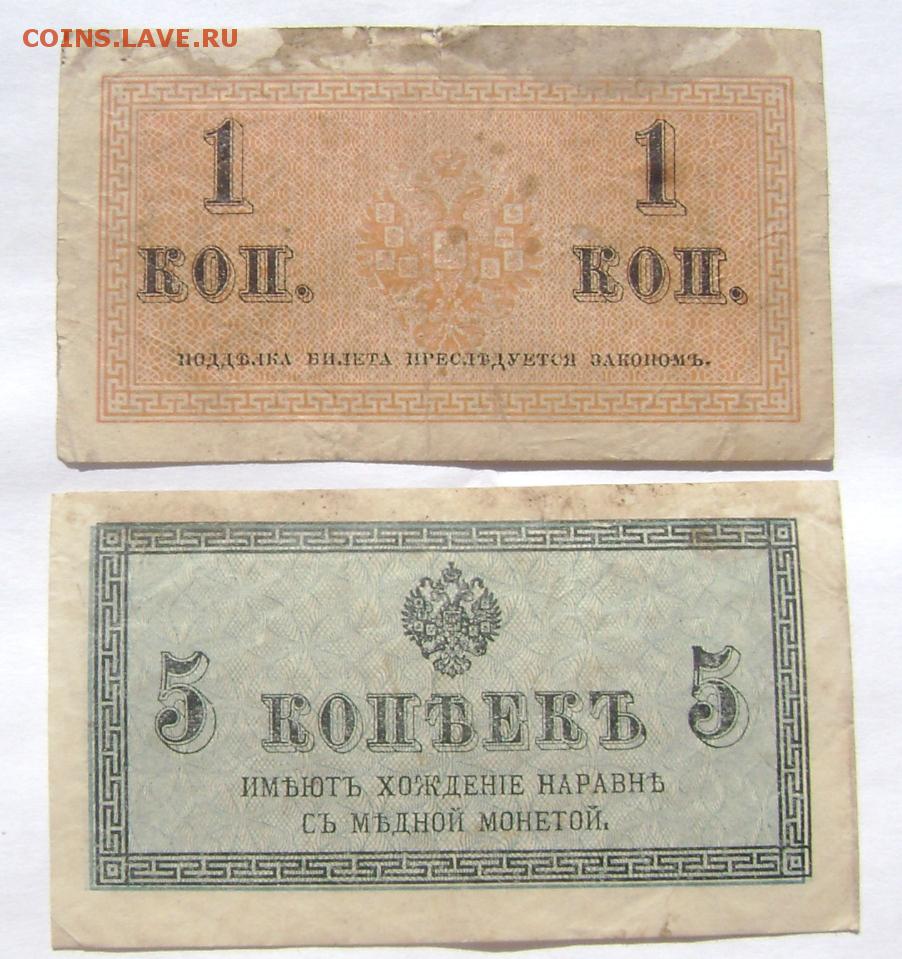 COINS.LAVE.RU
1 1
КОП. КОП.
ПОДДѢЛКА БИЛЕТА ПРЕСЛѢДУЕТСЯ ЗАКОНОМЪ.
5 КОПѢЕКЪ 5
ИМѢЮТЪ ХОЖДЕНІЕ НАРАВНѢ
СЪ МѢДНОЙ МОНЕТОЙ.